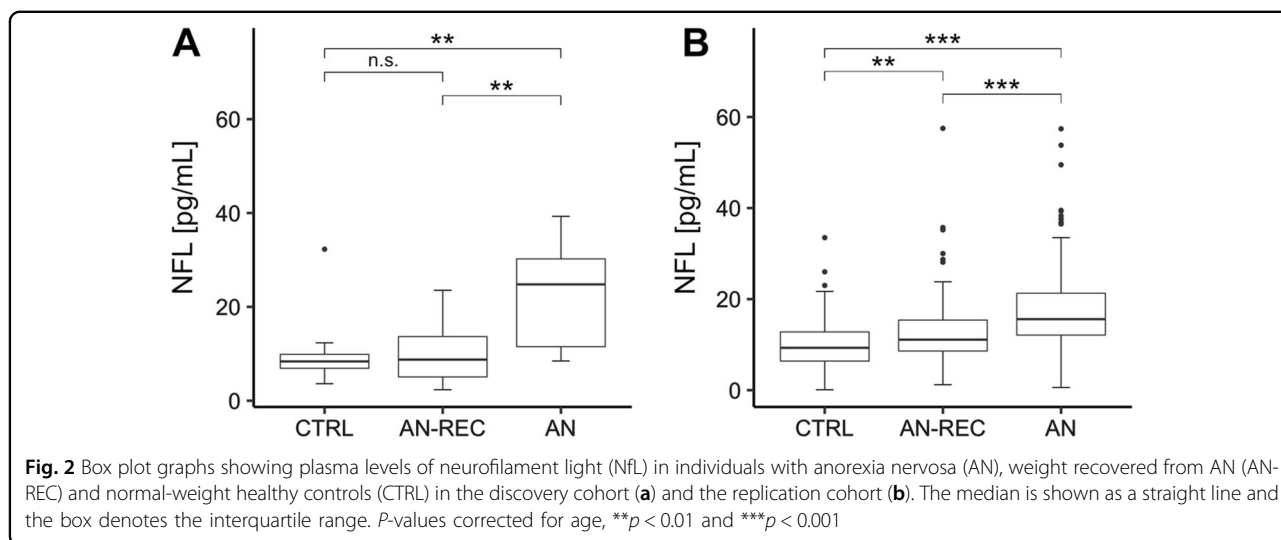 A
**
n.s.
**
60
40
20
0
NFL [pg/mL]
CTRL AN-REC AN
B
***
**
***
60
40
20
0
NFL [pg/mL]
CTRL AN-REC AN
Fig. 2 Box plot graphs showing plasma levels of neurofilament light (NfL) in individuals with anorexia nervosa (AN), weight recovered from AN (AN-
REC) and normal-weight healthy controls (CTRL) in the discovery cohort (a) and the replication cohort (b). The median is shown as a straight line and
the box denotes the interquartile range. P-values corrected for age, **p < 0.01 and ***p < 0.001